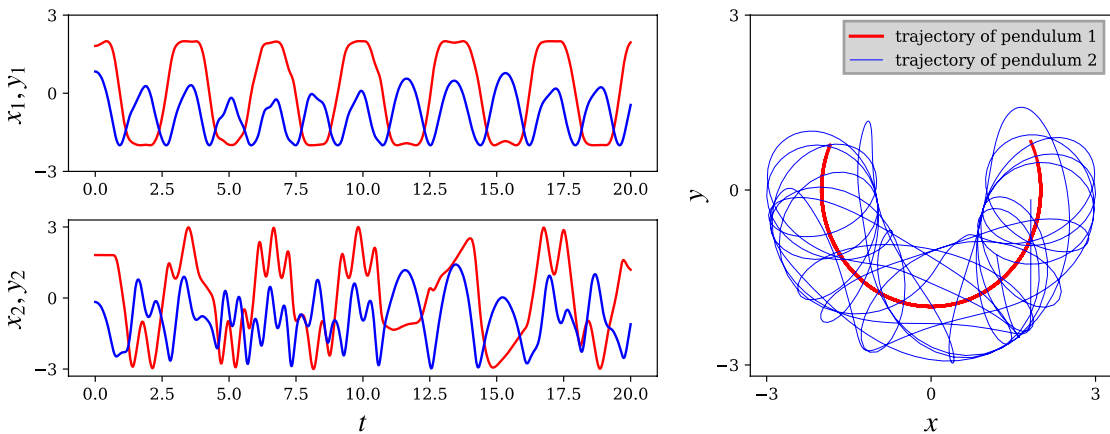 3
0
−3
x₁, y₁
0.0 2.5 5.0 7.5 10.0 12.5 15.0 17.5 20.0
3
0
−3
x₂, y₂
0.0 2.5 5.0 7.5 10.0 12.5 15.0 17.5 20.0
t
trajectory of pendulum 1
trajectory of pendulum 2
3
0
−3
y
−3 0 3
x